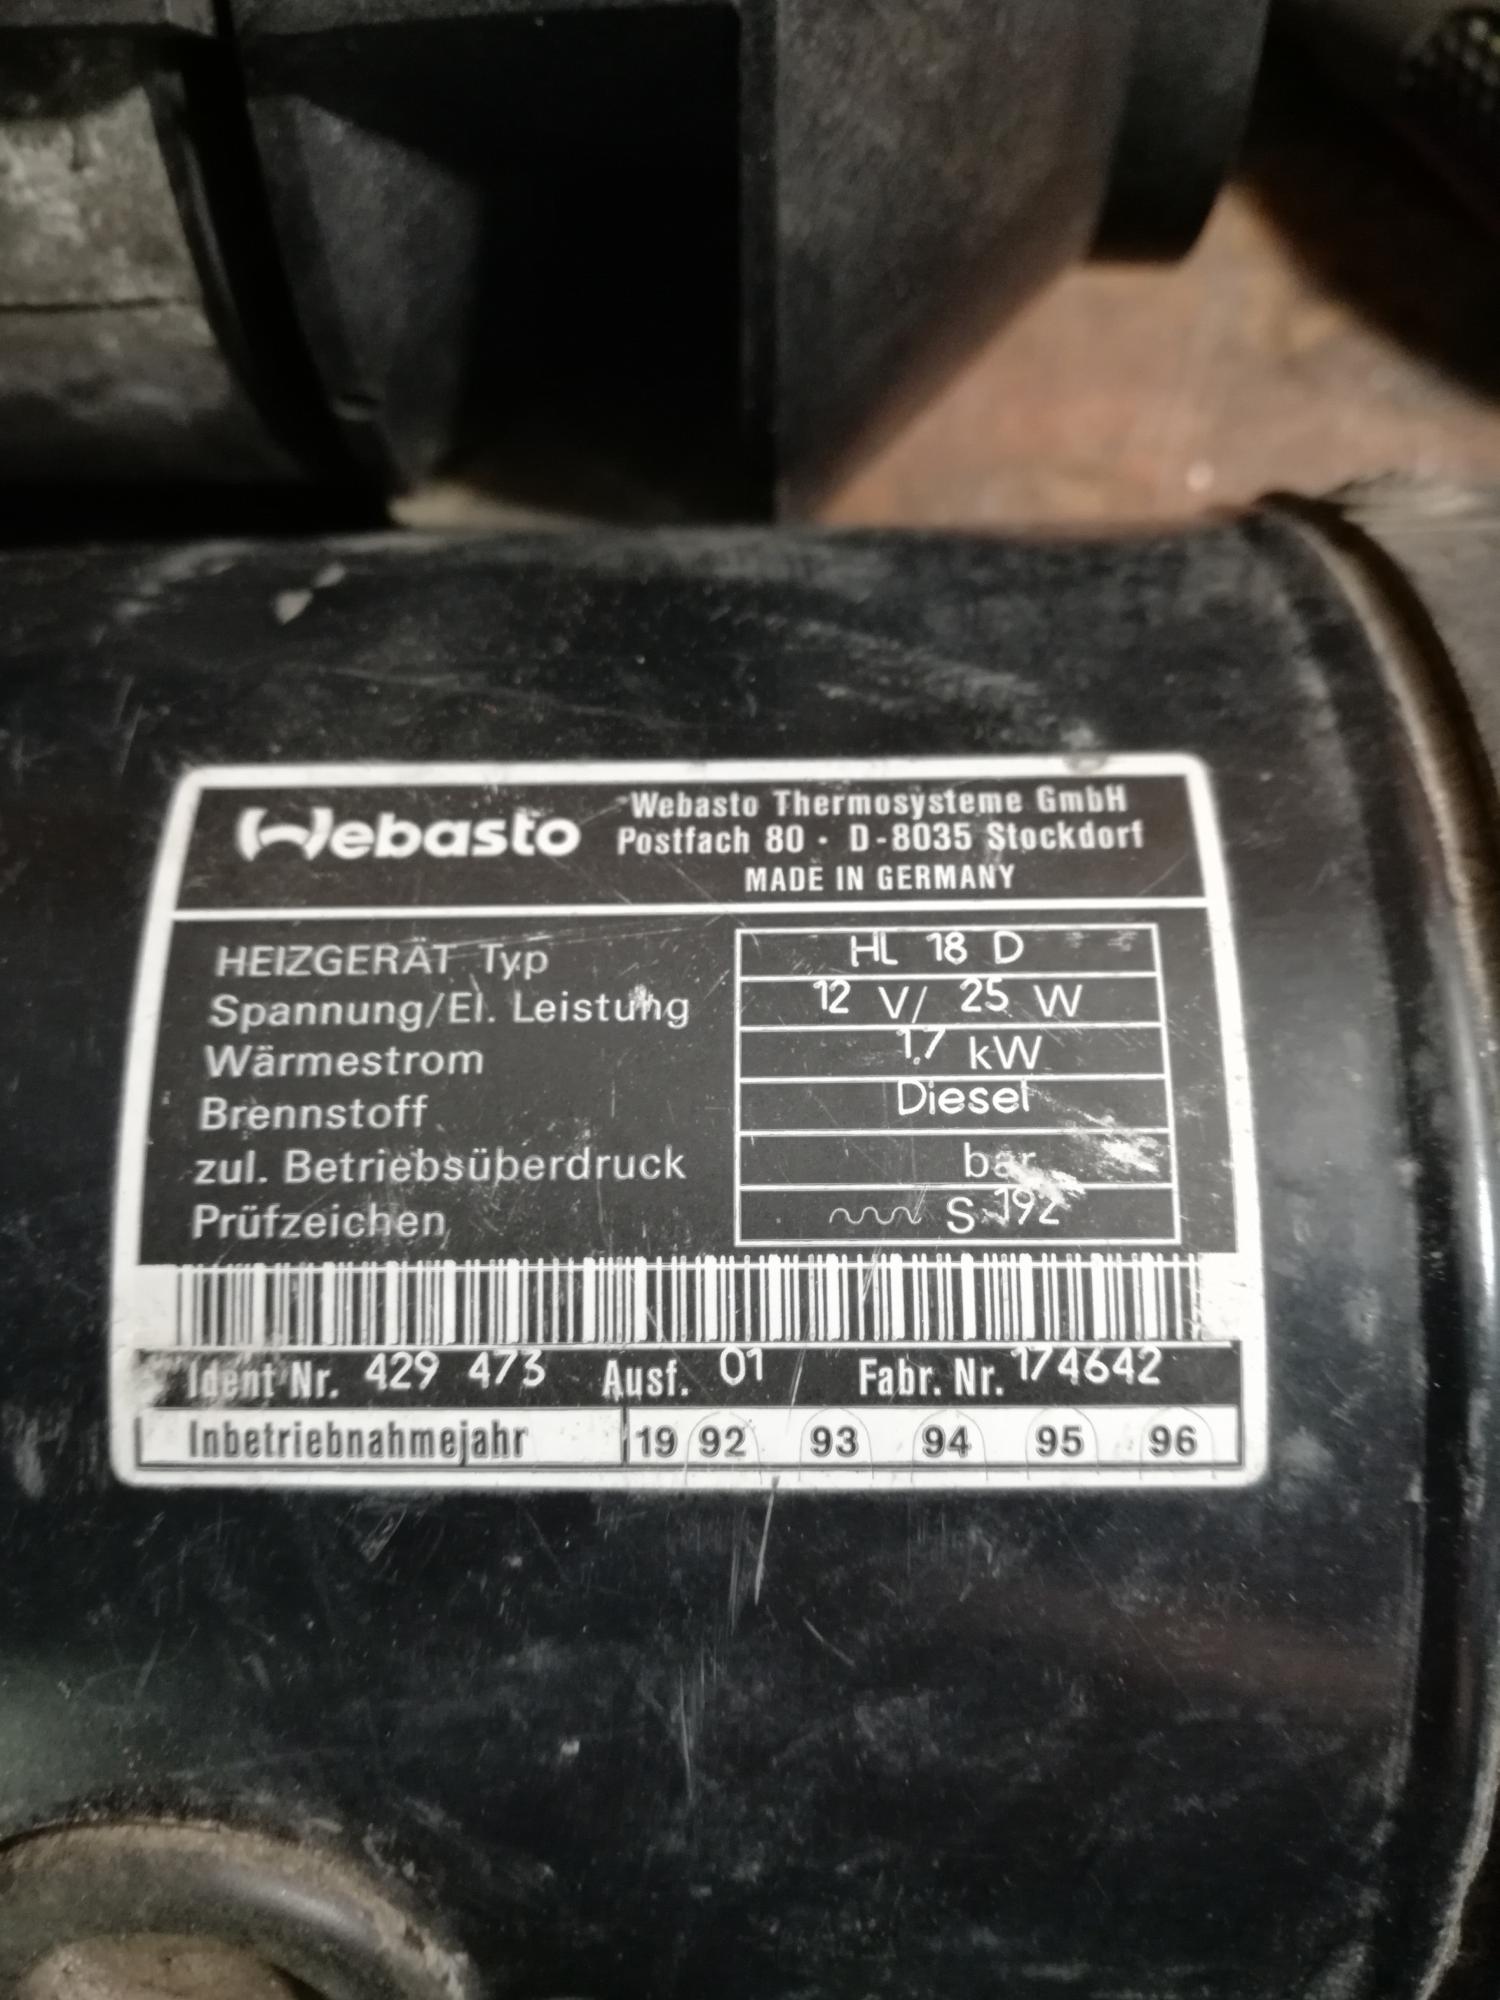 Webasto
Webasto Thermosysteme GmbH
Postfach 80 · D-8035 Stockdorf
MADE IN GERMANY
HEIZGERÄT Typ HL 18 D
Spannung/El. Leistung 12 V/ 25 W
Wärmestrom 1.7 kW
Brennstoff Diesel
zul. Betriebsüberdruck bar
Prüfzeichen S 192
Ident Nr. 429 473 Ausf. 01 Fabr. Nr. 174642
Inbetriebnahmejahr 19 92 93 94 95 96